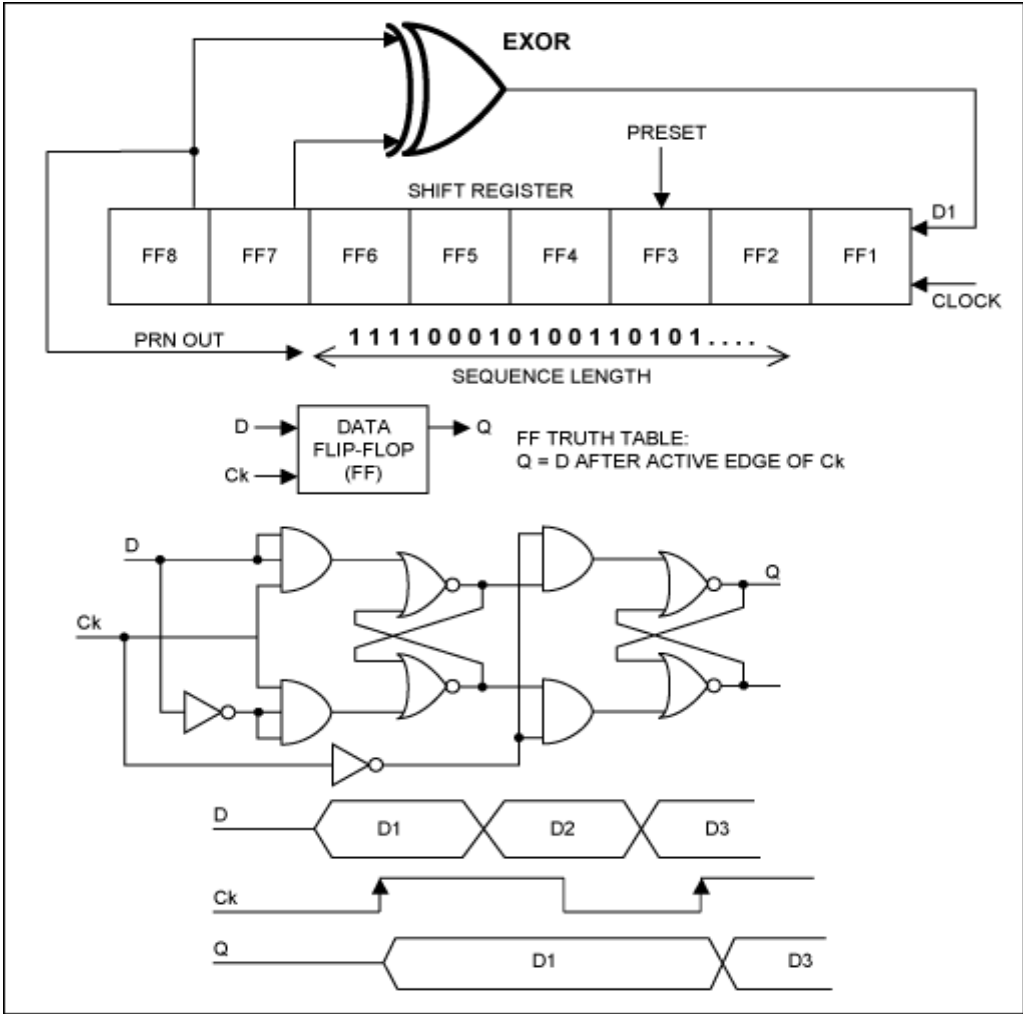 EXOR
PRESET
SHIFT REGISTER
D1
FF8 FF7 FF6 FF5 FF4 FF3 FF2 FF1
CLOCK
PRN OUT
1 1 1 1 0 0 0 1 0 1 0 0 1 1 0 1 0 1 . . . .
SEQUENCE LENGTH
D
DATA
FLIP-FLOP
(FF)
Q
Ck
FF TRUTH TABLE:
Q = D AFTER ACTIVE EDGE OF Ck
D
Q
Ck
D
D1 D2 D3
Ck
Q
D1 D3